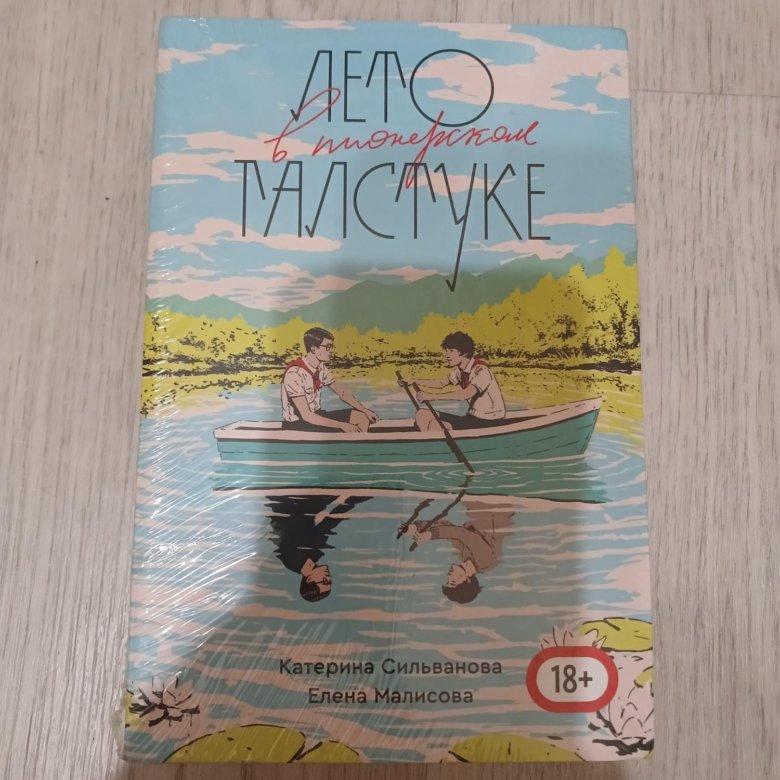 ЛЕТО
в пионерском
ГАЛСТУКЕ
Катерина Сильванова
Елена Малисова
18+